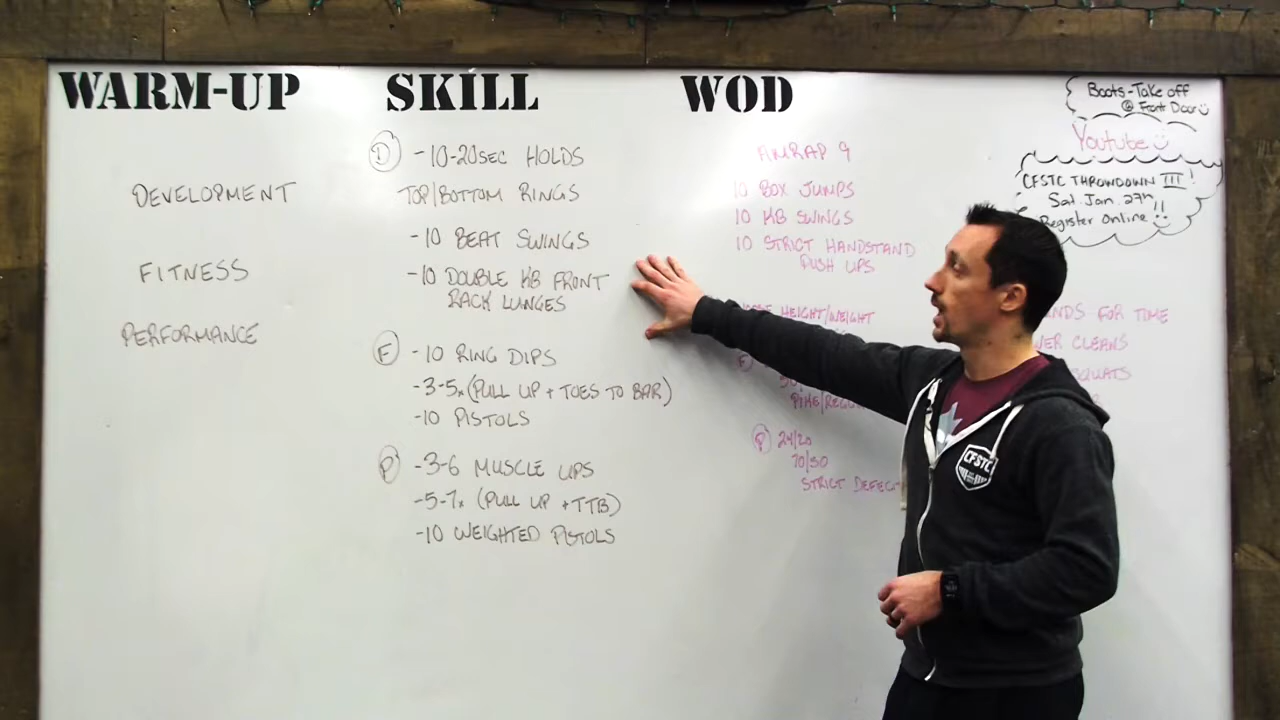 WARM-UP
SKILL
WOD
DEVELOPMENT
FITNESS
PERFORMANCE
D -10-20SEC HOLDS
TOP/BOTTOM RINGS
-10 BEAT SWINGS
-10 DOUBLE KB FRONT
RACK LUNGES
F -10 RING DIPS
-3-5x (PULL UP + TOES TO BAR)
-10 PISTOLS
P -3-6 MUSCLE UPS
-5-7x (PULL UP + TTB)
-10 WEIGHTED PISTOLS
AMRAP 9
10 BOX JUMPS
10 KB SWINGS
10 STRICT HANDSTAND
PUSH UPS
HEIGHT/WEIGHT
F
PIKE/
P 24/20
70/50
STRICT
FOR TIME
CLEANS
Boots-Take off
@ Front Door
Youtube
CFSTC THROWDOWN III!
Sat. Jan. 27th
Register Online!!
CFSTC